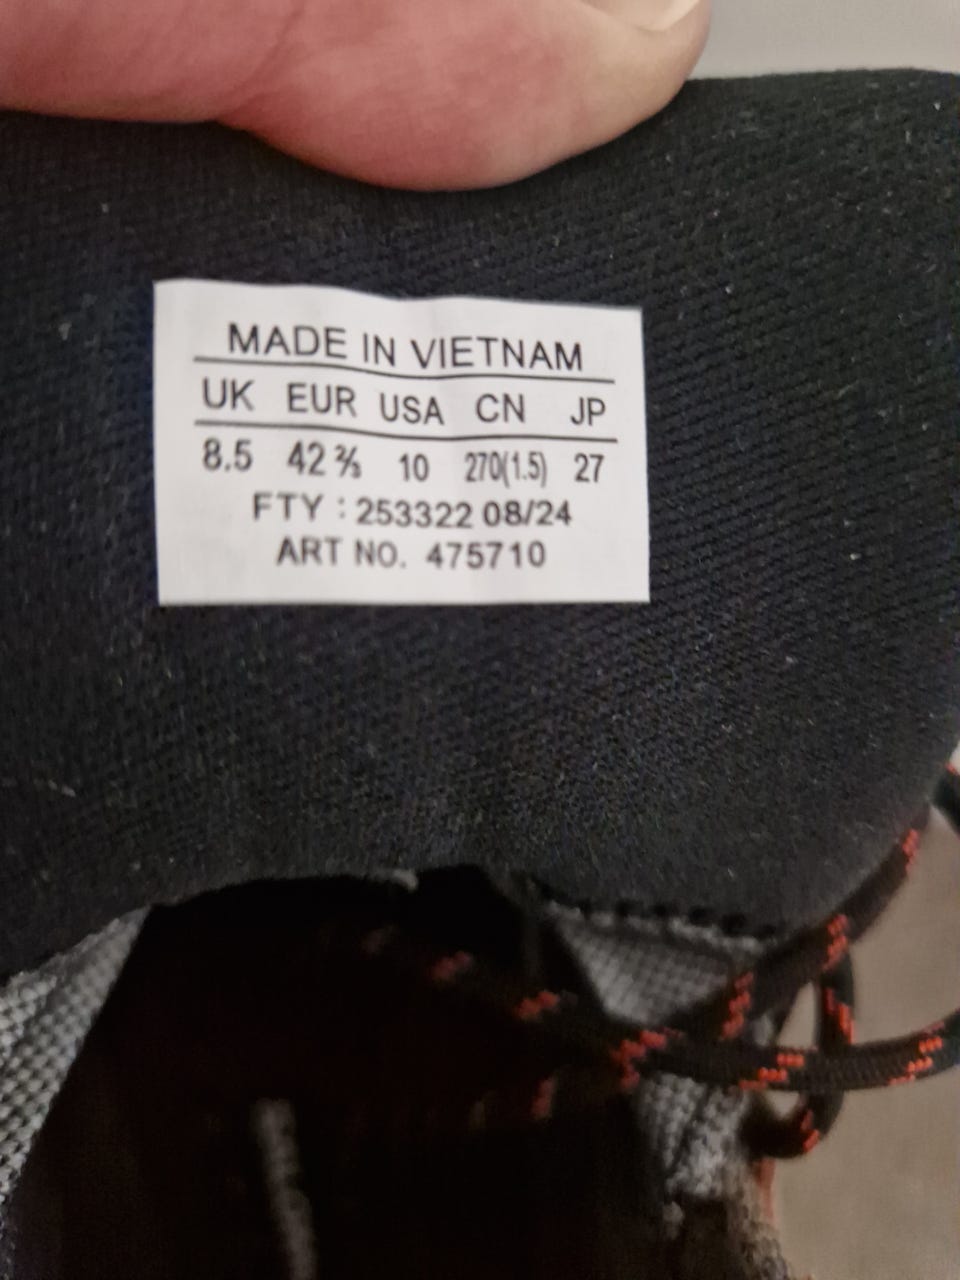 MADE IN VIETNAM
UK EUR USA CN JP
8.5 42 ⅔ 10 270(1.5) 27
FTY : 253322 08/24
ART NO. 475710